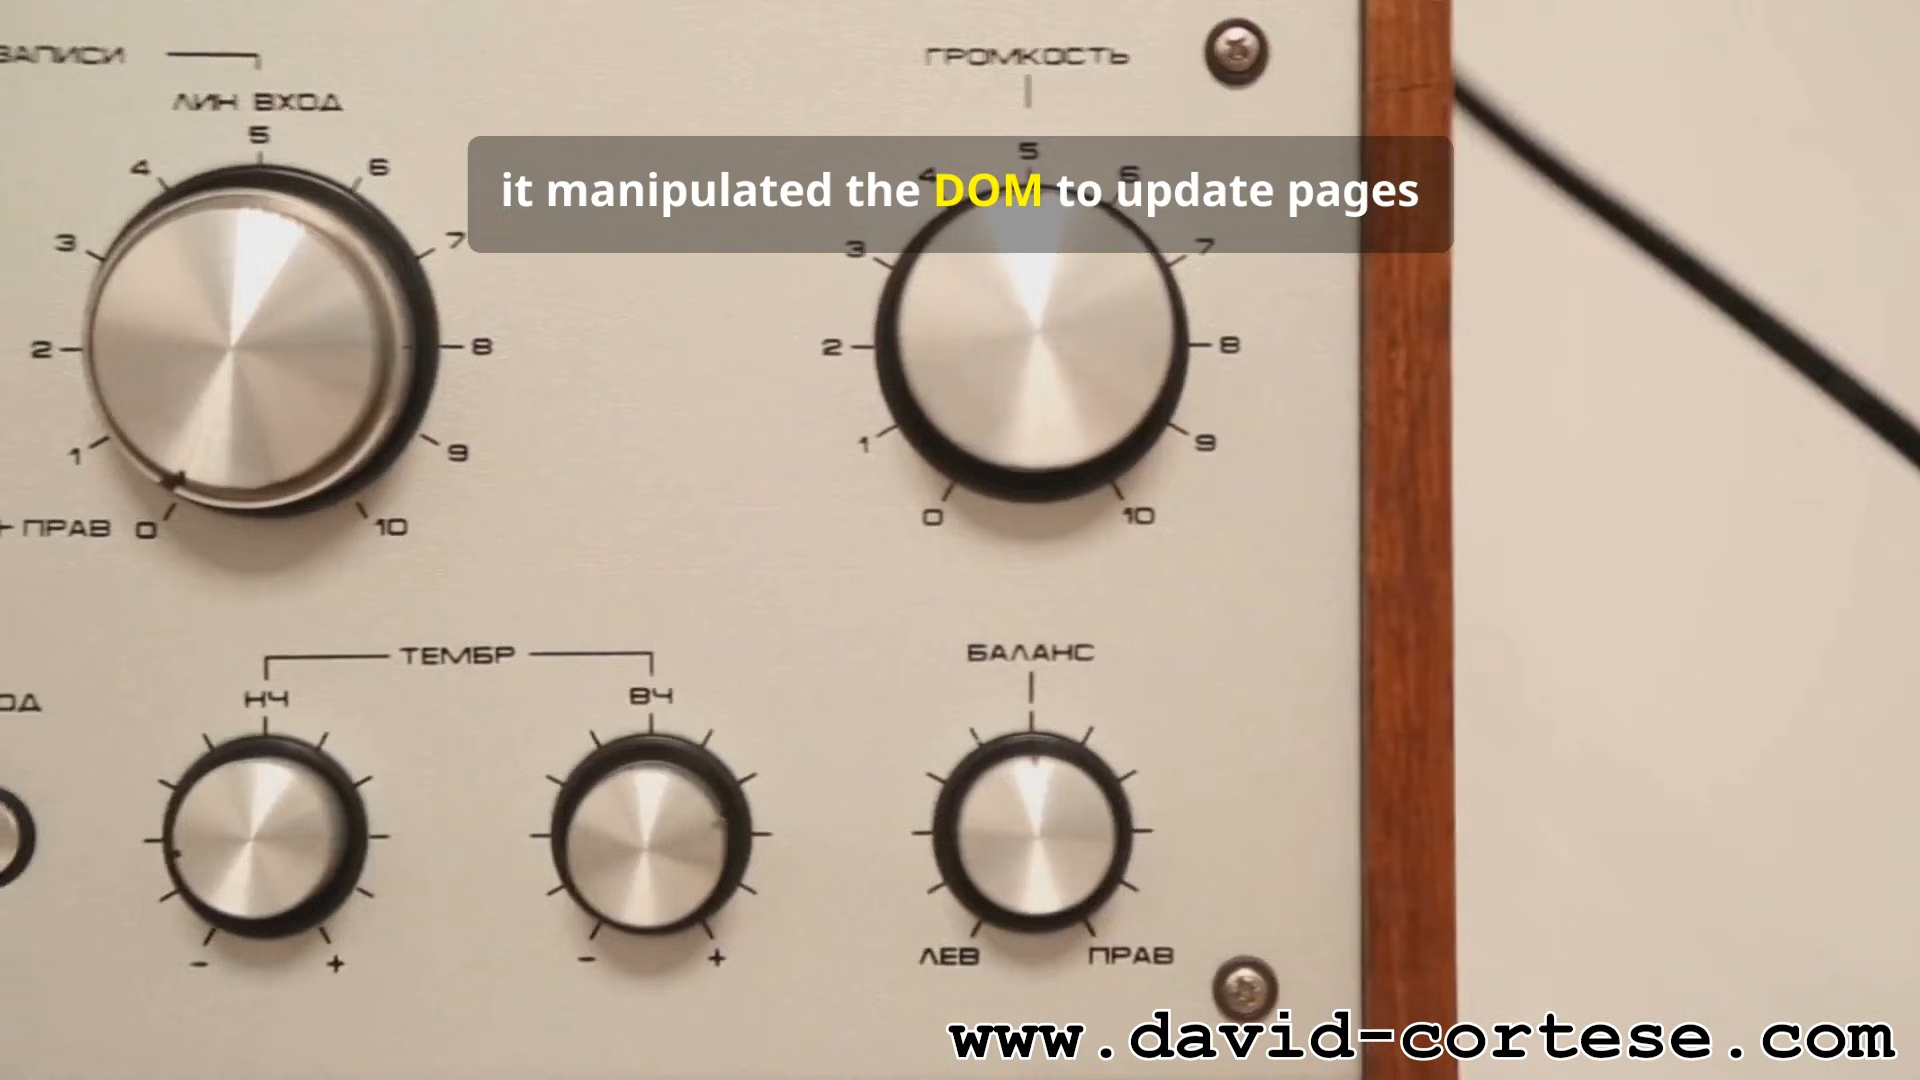 ЗАПИСИ
ЛИН ВХОД
5
4 6
3 7
2 8
1 9
+ ПРАВ 0 10
ГРОМКОСТЬ
5
4 6
3 7
2 8
1 9
0 10
it manipulated the DOM to update pages
ТЕМБР
НЧ ВЧ
- + - +
БАЛАНС
ЛЕВ ПРАВ
ОД
www.david-cortese.com